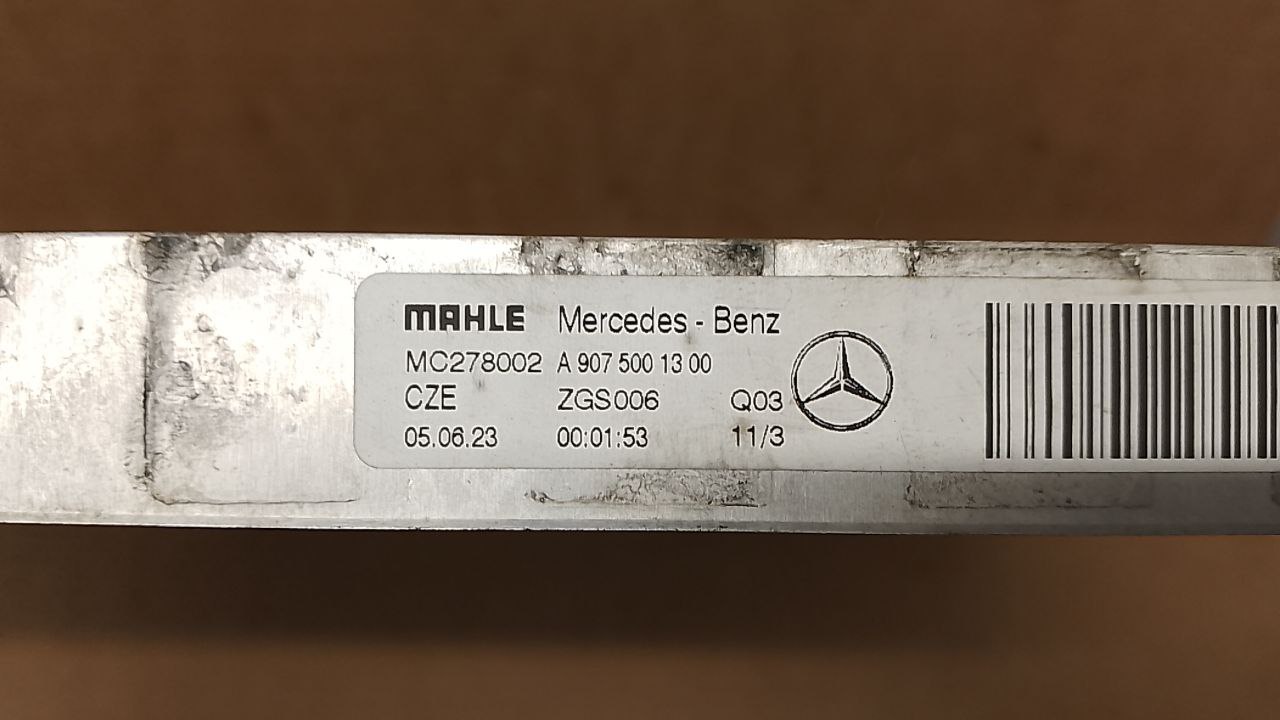 MAHLE Mercedes - Benz
MC278002 A 907 500 13 00
CZE ZGS006 Q03
05.06.23 00:01:53 11/3